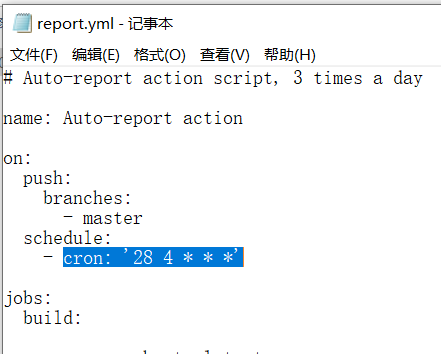 report.yml - 记事本
文件(F) 编辑(E) 格式(O) 查看(V) 帮助(H)
# Auto-report action script, 3 times a day
name: Auto-report action
on:
  push:
    branches:
      - master
  schedule:
    - cron: '28 4 * * *'
jobs:
  build: